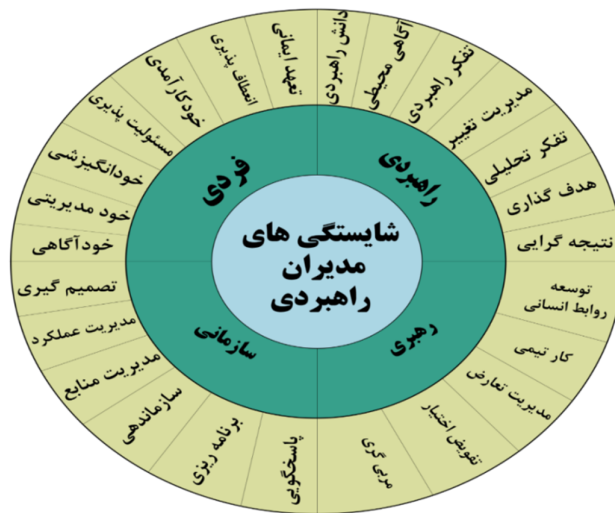 شایستگی های
مدیران
راهبردی
راهبردی
دانش راهبردی
آگاهی محیطی
تفکر راهبردی
مدیریت تغییر
تفکر تحلیلی
هدف گذاری
نتیجه گرایی
رهبری
توسعه
روابط انسانی
کار تیمی
مدیریت تعارض
تفویض اختیار
مربی گری
سازمانی
پاسخگویی
برنامه ریزی
سازماندهی
مدیریت منابع
مدیریت عملکرد
تصمیم گیری
فردی
خودآگاهی
خود مدیریتی
خودانگیزشی
مسئولیت پذیری
خودکارآمدی
انعطاف پذیری
تعهد ایمانی